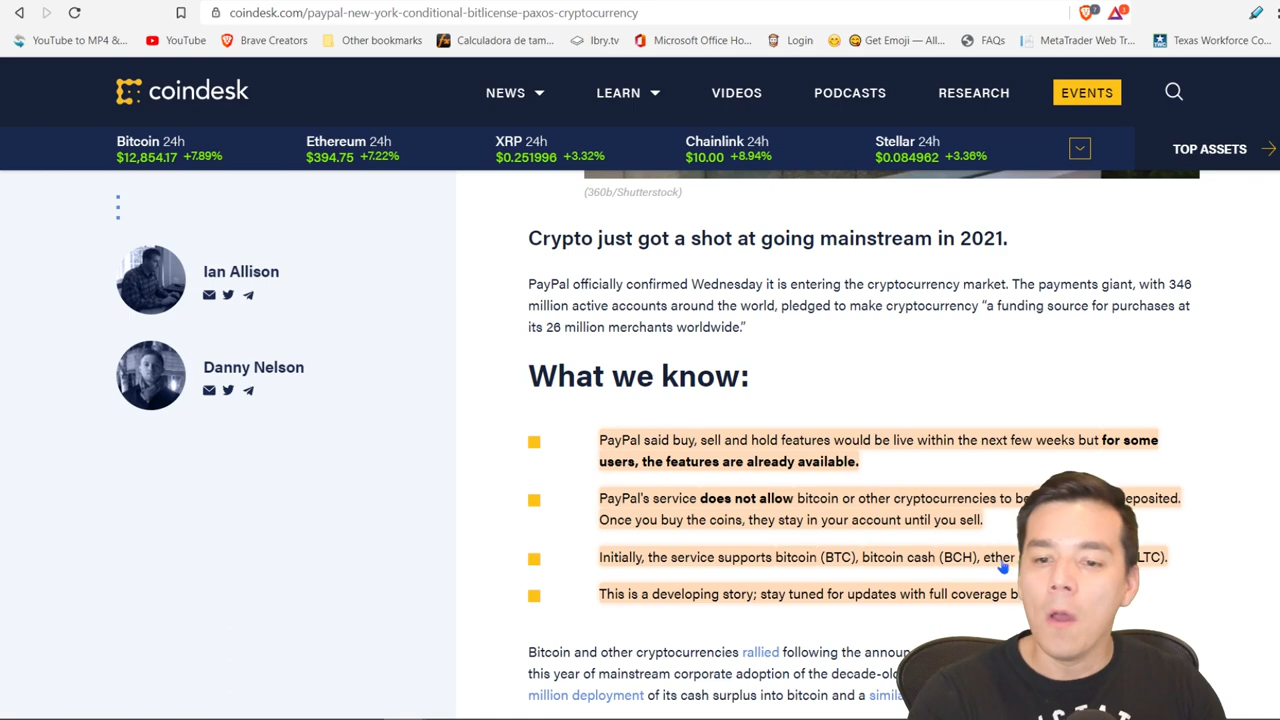 coindesk.com/paypal-new-york-conditional-bitlicense-paxos-cryptocurrency
YouTube to MP4 &... YouTube Brave Creators Other bookmarks Calculadora de tam... lbry.tv Microsoft Office Ho... Login Get Emoji — All... FAQs MetaTrader Web Tr... Texas Workforce Co...
coindesk NEWS LEARN VIDEOS PODCASTS RESEARCH EVENTS
Bitcoin 24h Ethereum 24h XRP 24h Chainlink 24h Stellar 24h
$12,854.17 +7.89% $394.75 +7.22% $0.251996 +3.32% $10.00 +8.94% $0.084962 +3.36%
TOP ASSETS
(360b/Shutterstock)
Ian Allison
Danny Nelson
Crypto just got a shot at going mainstream in 2021.
PayPal officially confirmed Wednesday it is entering the cryptocurrency market. The payments giant, with 346
million active accounts around the world, pledged to make cryptocurrency “a funding source for purchases at
its 26 million merchants worldwide.”
What we know:
PayPal said buy, sell and hold features would be live within the next few weeks but for some
users, the features are already available.
PayPal's service does not allow bitcoin or other cryptocurrencies to be eposited.
Once you buy the coins, they stay in your account until you sell.
Initially, the service supports bitcoin (BTC), bitcoin cash (BCH), ether LTC).
This is a developing story; stay tuned for updates with full coverage b
Bitcoin and other cryptocurrencies rallied following the announ
this year of mainstream corporate adoption of the decade-ol
million deployment of its cash surplus into bitcoin and a simil